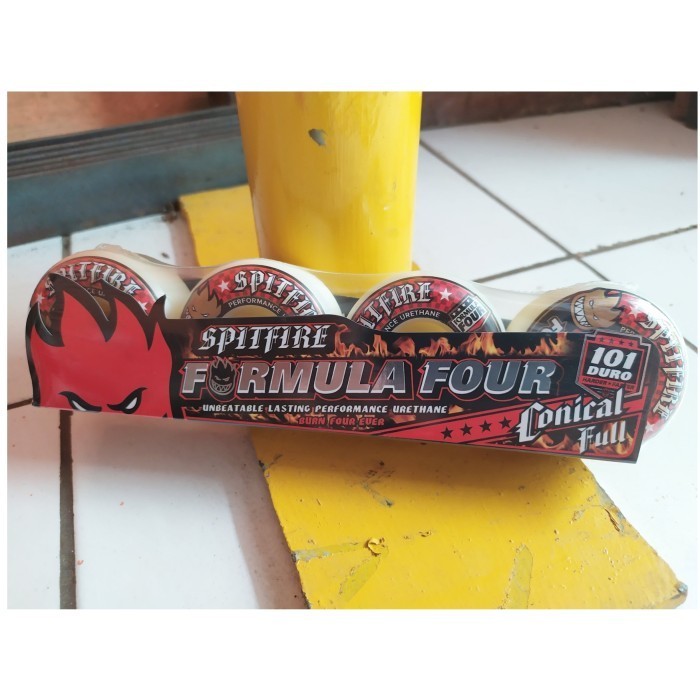 SPITFIRE
SPITFIRE
PERFORMANCE
SPITFIRE
FORMULA FOUR
UNBEATABLE · LASTING PERFORMANCE URETHANE
BURN FOUR EVER
101
DURO
Conical
Full